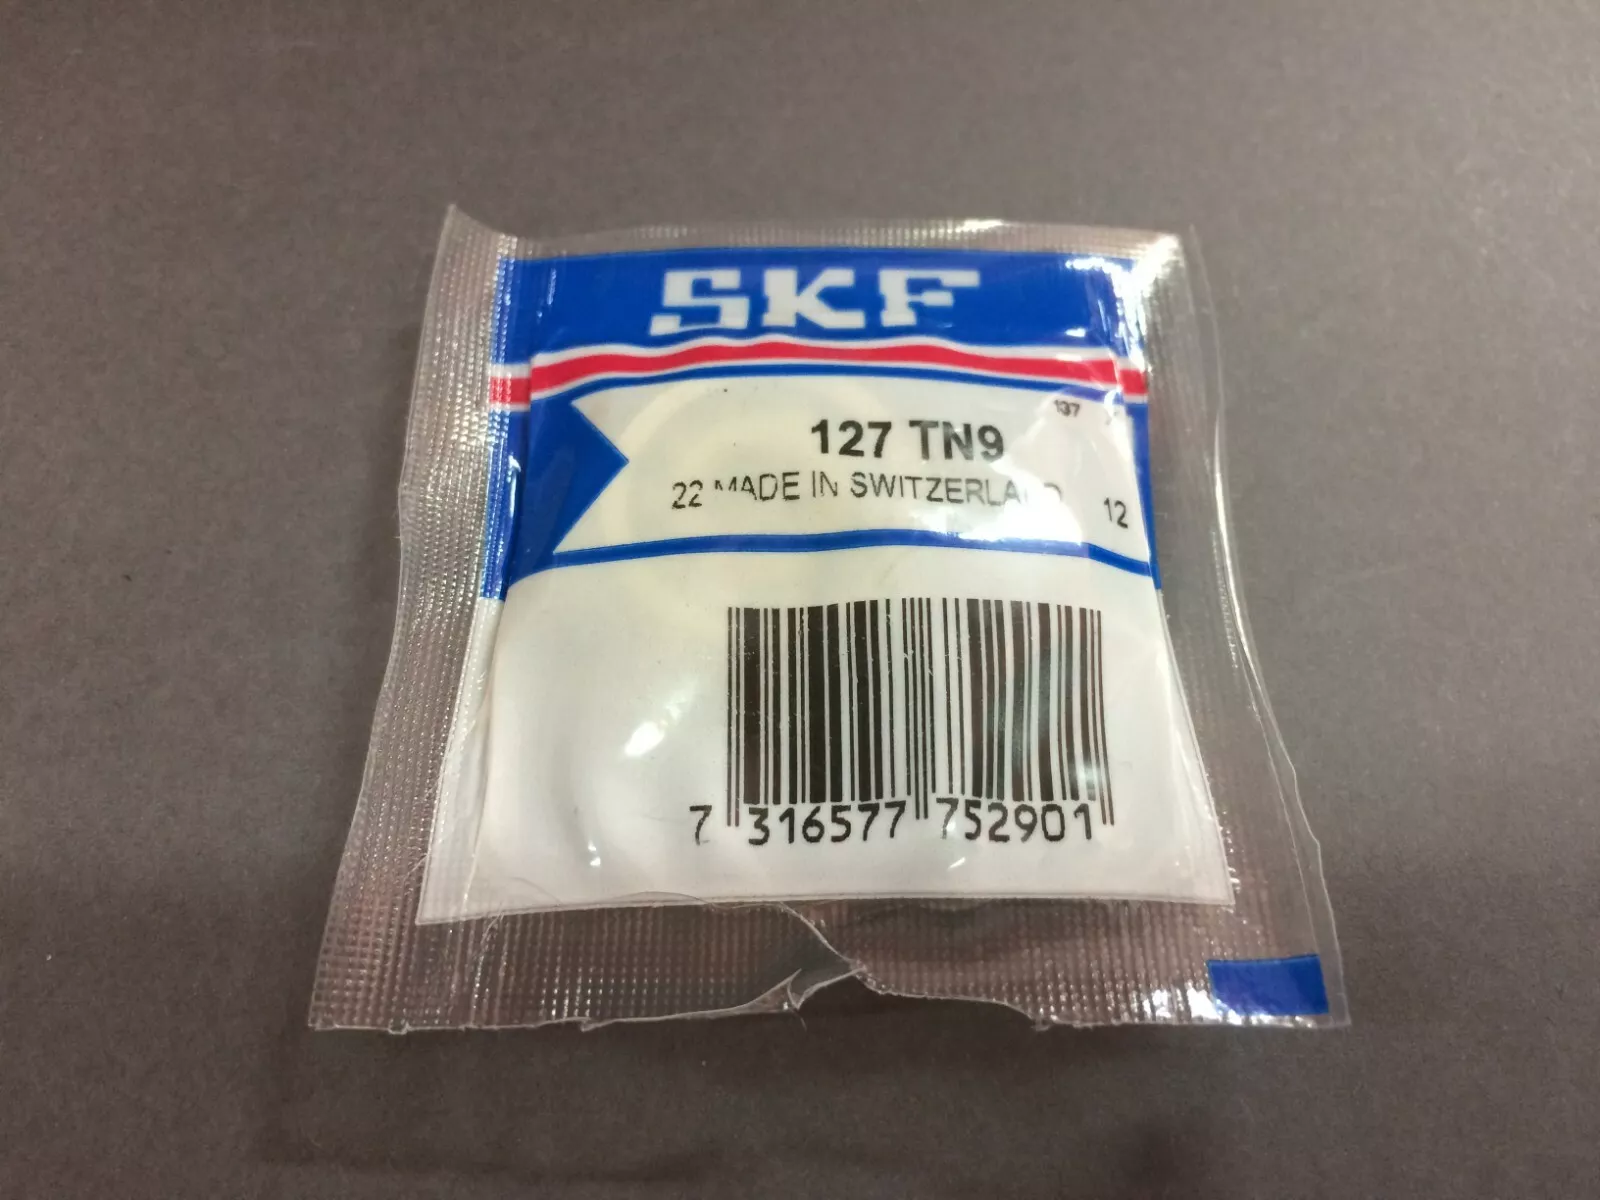 SKF
137
127 TN9
22 MADE IN SWITZERLAND
12
7 316577 752901